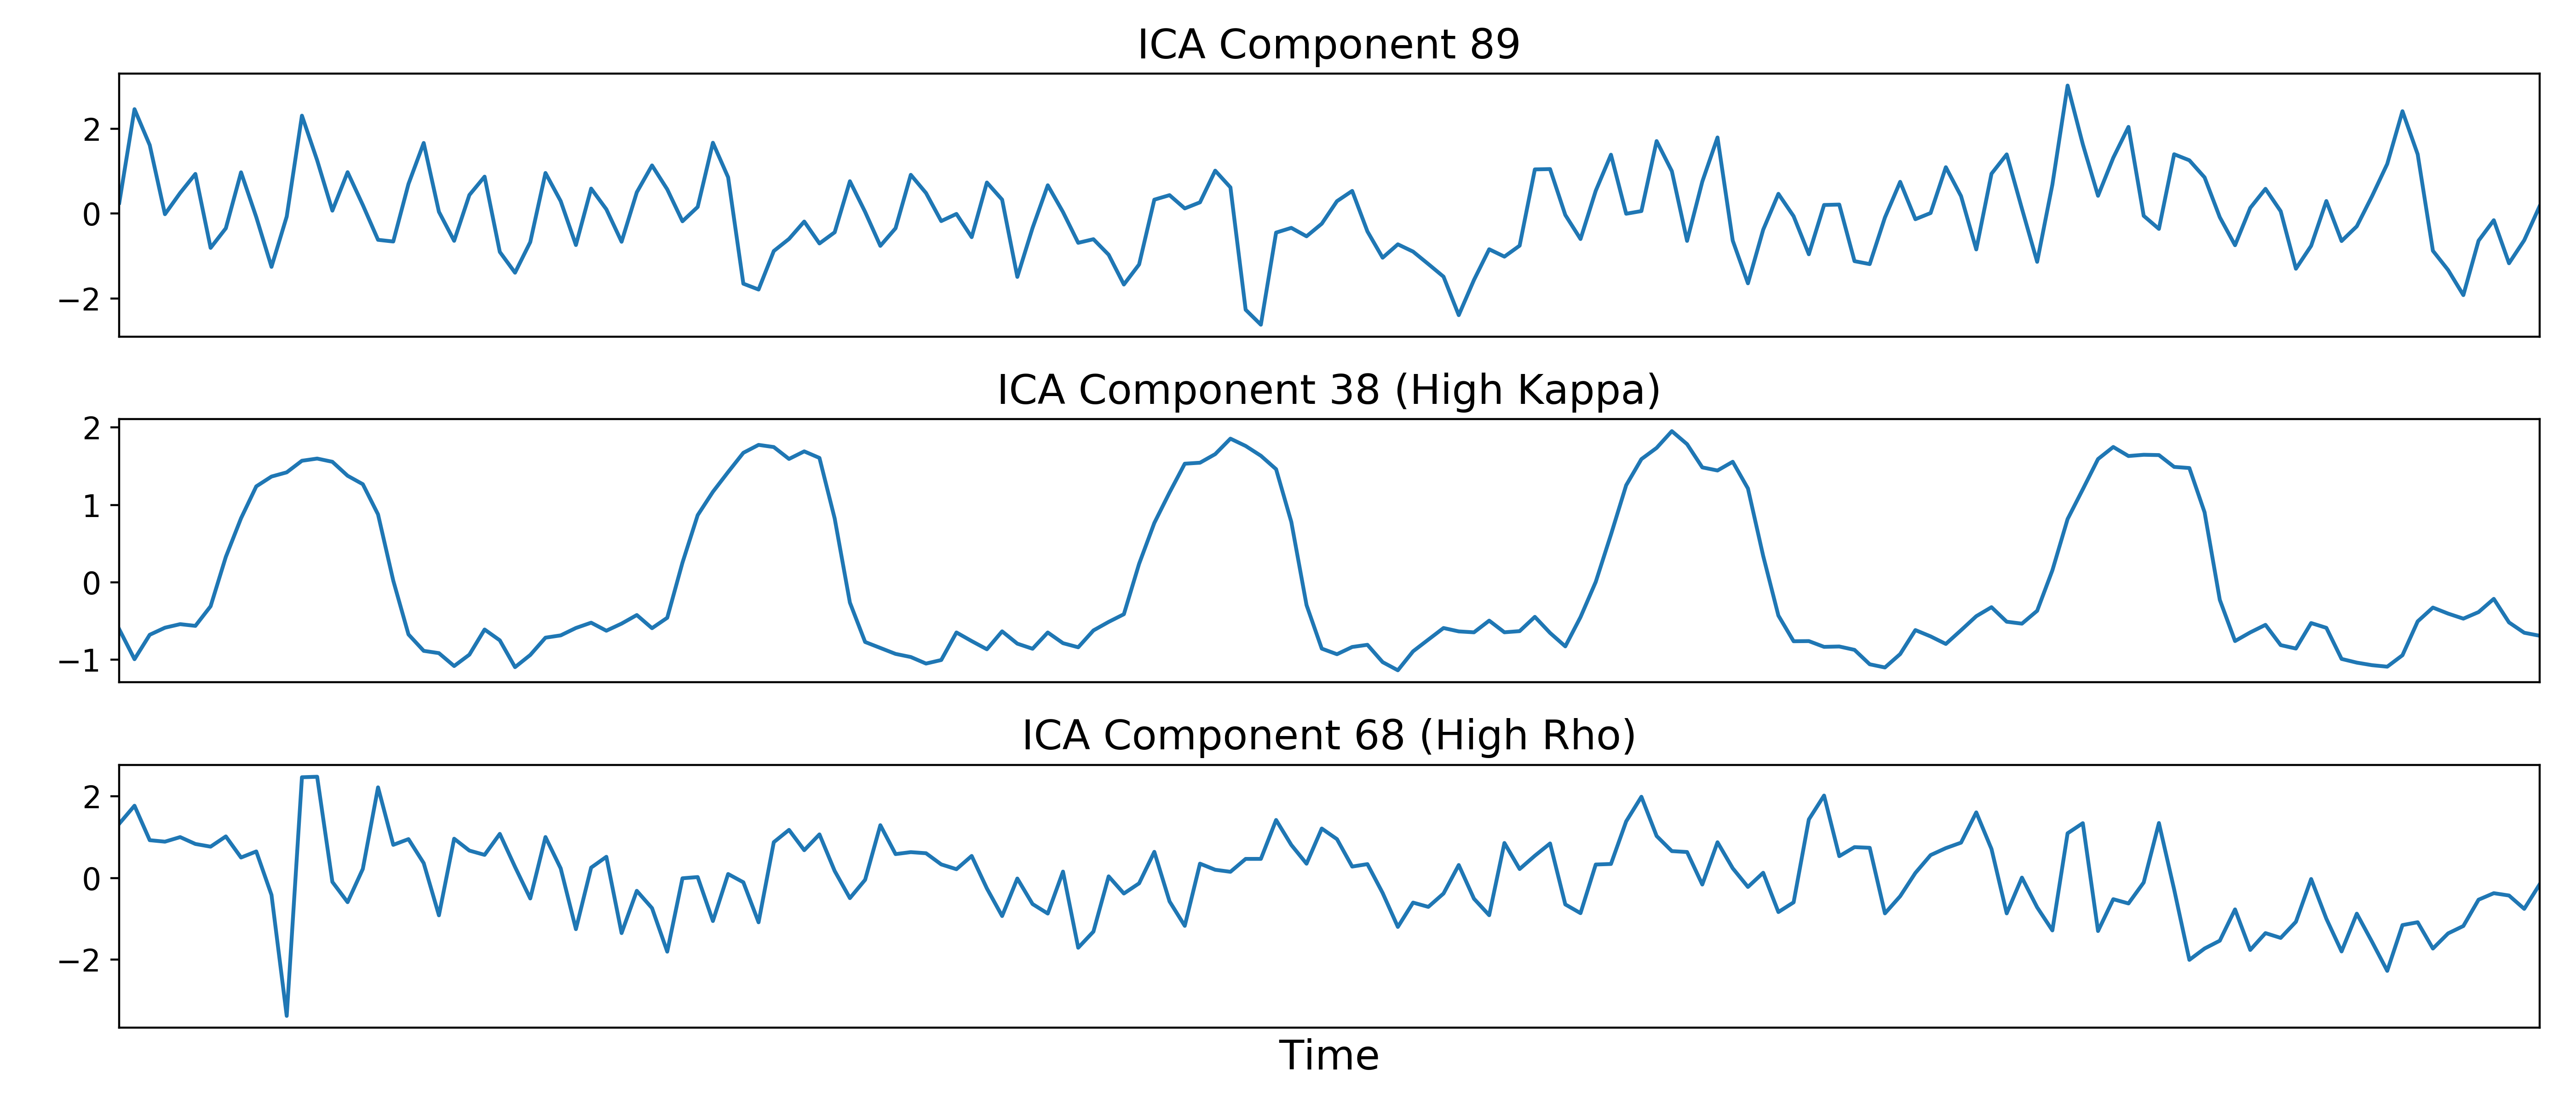 ICA Component 89
2
0
−2
ICA Component 38 (High Kappa)
2
1
0
−1
ICA Component 68 (High Rho)
2
0
−2
Time